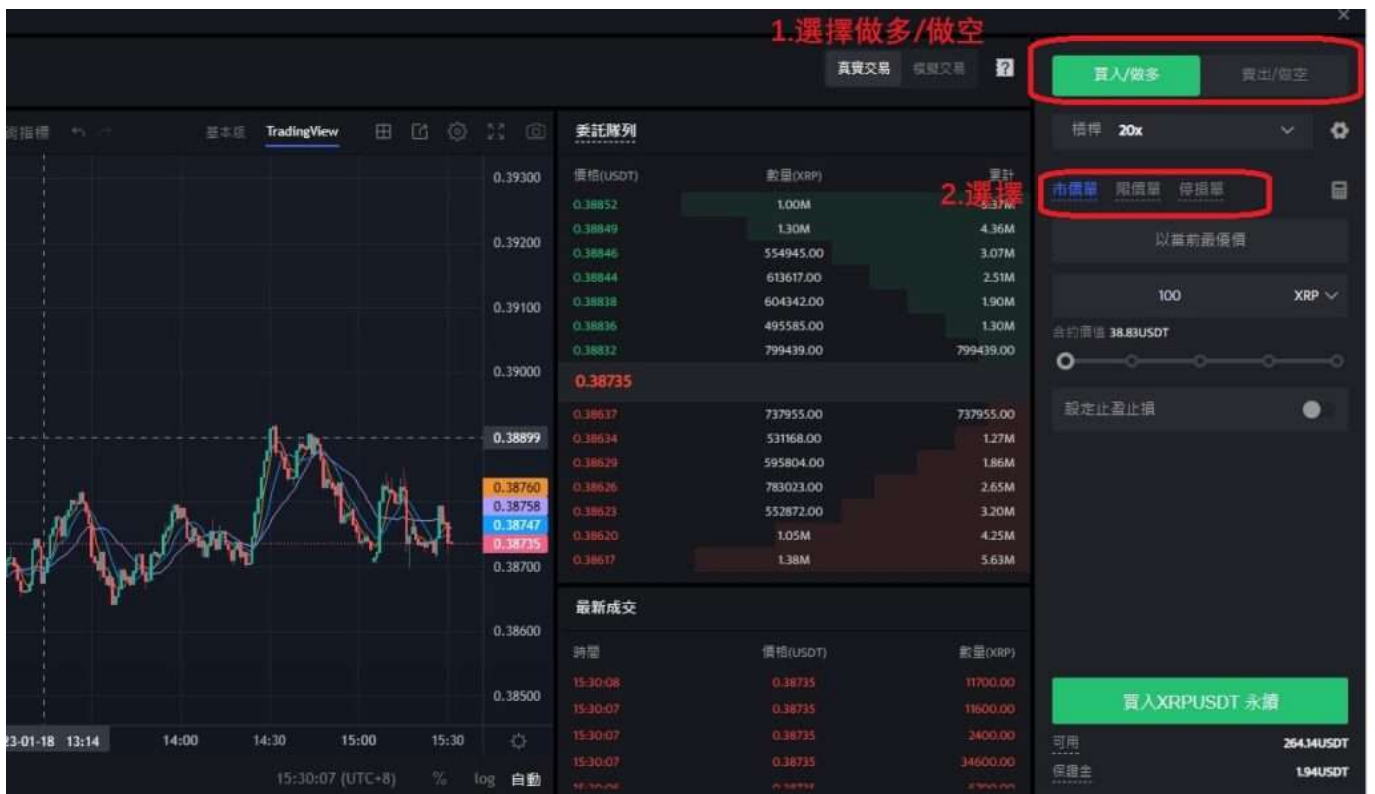 1.選擇做多/做空
真實交易 模擬交易 ?
買入/做多 賣出/做空
術指標 基本版 TradingView
槓桿 20x
委託隊列
價格(USDT) 數量(XRP) 累計
2.選擇
市價單 限價單 停損單
0.38852 1.00M 5.37M
0.38849 1.30M 4.36M
0.38846 554945.00 3.07M
0.38844 613617.00 2.51M
0.38838 604342.00 1.90M
0.38836 495585.00 1.30M
0.38832 799439.00 799439.00
0.38735
0.38637 737955.00 737955.00
0.38634 531168.00 1.27M
0.38629 595804.00 1.86M
0.38626 783023.00 2.65M
0.38623 552872.00 3.20M
0.38620 1.05M 4.25M
0.38617 1.38M 5.63M
0.39300
0.39200
0.39100
0.39000
0.38899
0.38760
0.38758
0.38747
0.38735
0.38700
0.38600
0.38500
以當前最優價
100 XRP
合約價值 38.83USDT
設定止盈止損
最新成交
時間 價格(USDT) 數量(XRP)
15:30:08 0.38735 11700.00
15:30:07 0.38735 11600.00
15:30:07 0.38735 2400.00
15:30:07 0.38735 34600.00
23-01-18 13:14 14:00 14:30 15:00 15:30
15:30:07 (UTC+8) % log 自動
買入XRPUSDT 永續
可用 264.14USDT
保證金 1.94USDT